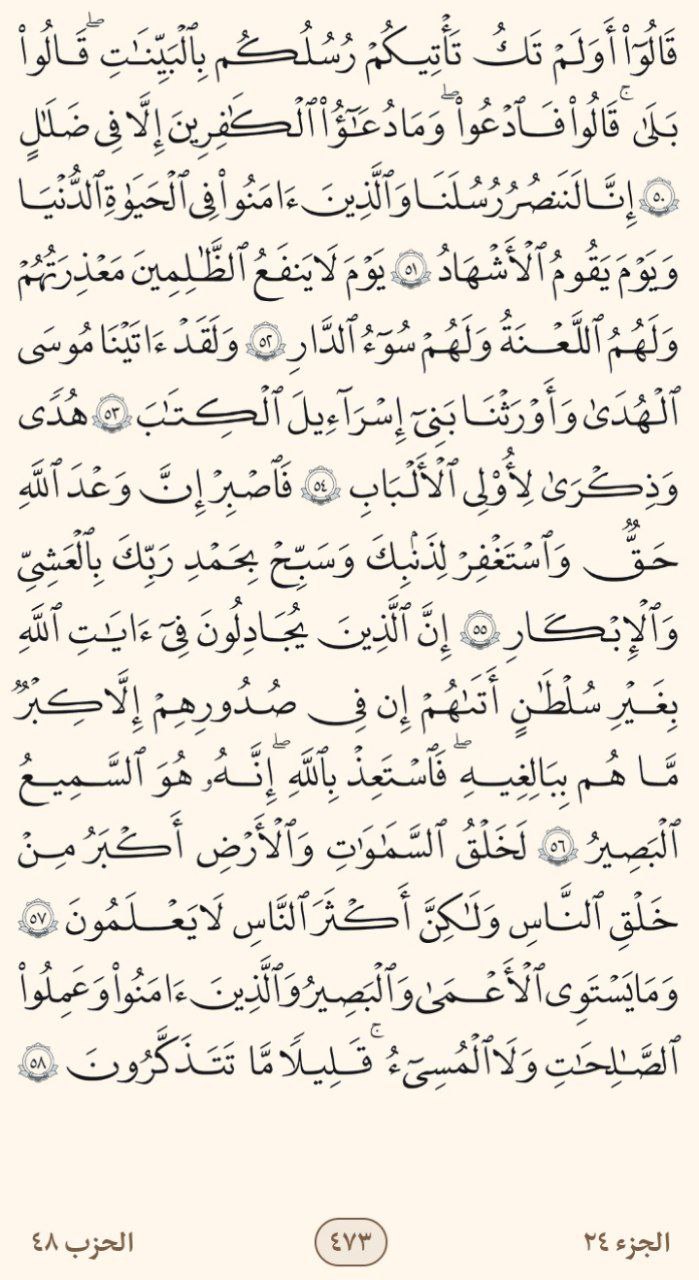 قَالُوٓا۟ أَوَلَمْ تَكُ تَأْتِيكُمْ رُسُلُكُم بِٱلْبَيِّنَـٰتِ ۖ قَالُوا۟
بَلَىٰ ۚ قَالُوا۟ فَٱدْعُوا۟ ۖ وَمَا دُعَـٰٓؤُا۟ ٱلْكَـٰفِرِينَ إِلَّا فِى ضَلَـٰلٍ
٥٠ إِنَّا لَنَنصُرُ رُسُلَنَا وَٱلَّذِينَ ءَامَنُوا۟ فِى ٱلْحَيَوٰةِ ٱلدُّنْيَا
وَيَوْمَ يَقُومُ ٱلْأَشْهَـٰدُ ٥١ يَوْمَ لَا يَنفَعُ ٱلظَّـٰلِمِينَ مَعْذِرَتُهُمْ
وَلَهُمُ ٱللَّعْنَةُ وَلَهُمْ سُوٓءُ ٱلدَّارِ ٥٢ وَلَقَدْ ءَاتَيْنَا مُوسَى
ٱلْهُدَىٰ وَأَوْرَثْنَا بَنِىٓ إِسْرَٰٓءِيلَ ٱلْكِتَـٰبَ ٥٣ هُدًى
وَذِكْرَىٰ لِأُو۟لِى ٱلْأَلْبَـٰبِ ٥٤ فَٱصْبِرْ إِنَّ وَعْدَ ٱللَّهِ
حَقٌّ وَٱسْتَغْفِرْ لِذَنۢبِكَ وَسَبِّحْ بِحَمْدِ رَبِّكَ بِٱلْعَشِىِّ
وَٱلْإِبْكَـٰرِ ٥٥ إِنَّ ٱلَّذِينَ يُجَـٰدِلُونَ فِىٓ ءَايَـٰتِ ٱللَّهِ
بِغَيْرِ سُلْطَـٰنٍ أَتَىٰهُمْ إِن فِى صُدُورِهِمْ إِلَّا كِبْرٌ
مَّا هُم بِبَـٰلِغِيهِ ۖ فَٱسْتَعِذْ بِٱللَّهِ ۖ إِنَّهُۥ هُوَ ٱلسَّمِيعُ
ٱلْبَصِيرُ ٥٦ لَخَلْقُ ٱلسَّمَـٰوَٰتِ وَٱلْأَرْضِ أَكْبَرُ مِنْ
خَلْقِ ٱلنَّاسِ وَلَـٰكِنَّ أَكْثَرَ ٱلنَّاسِ لَا يَعْلَمُونَ ٥٧
وَمَا يَسْتَوِى ٱلْأَعْمَىٰ وَٱلْبَصِيرُ وَٱلَّذِينَ ءَامَنُوا۟ وَعَمِلُوا۟
ٱلصَّـٰلِحَـٰتِ وَلَا ٱلْمُسِىٓءُ ۚ قَلِيلًا مَّا تَتَذَكَّرُونَ ٥٨
الجزء ٢٤ ٤٧٣ الحزب ٤٨